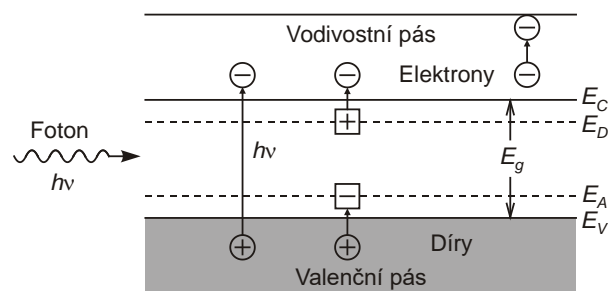 Vodivostní pás
Elektrony
E_C
E_D
Foton
hν
hν
E_g
E_A
E_V
Díry
Valenční pás